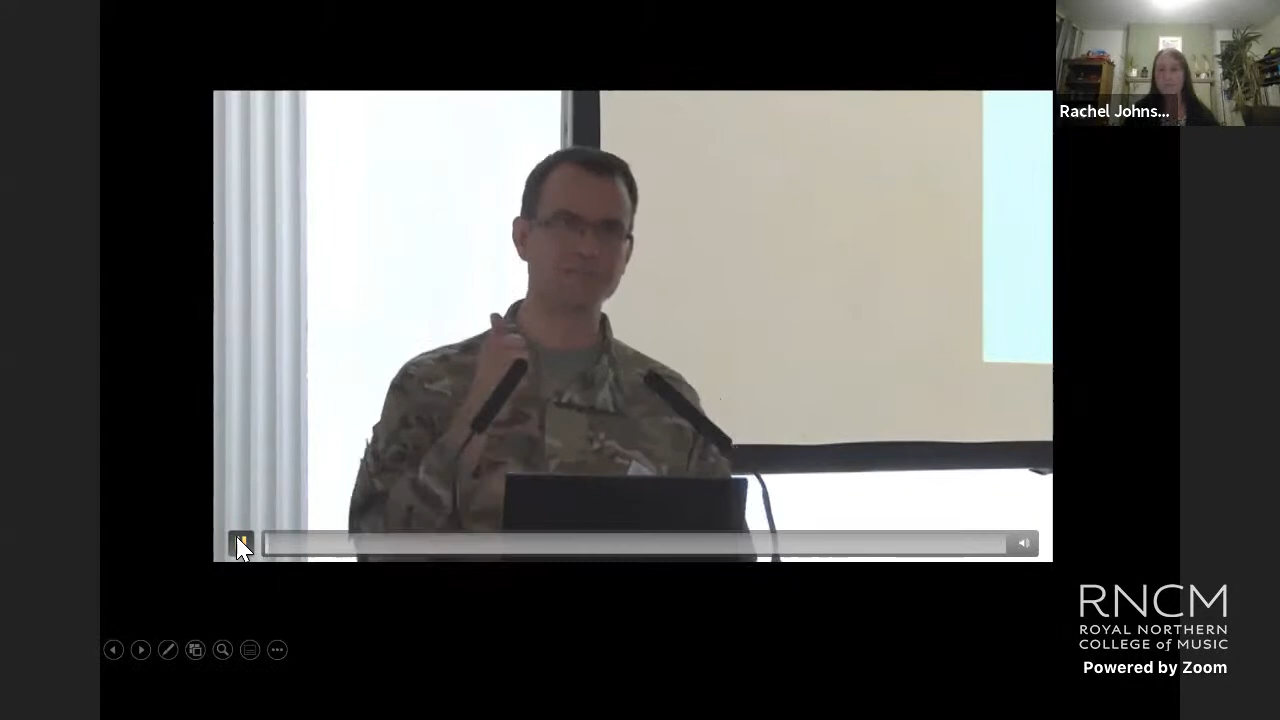 Rachel Johns...
RNCM
ROYAL NORTHERN
COLLEGE of MUSIC
Powered by Zoom